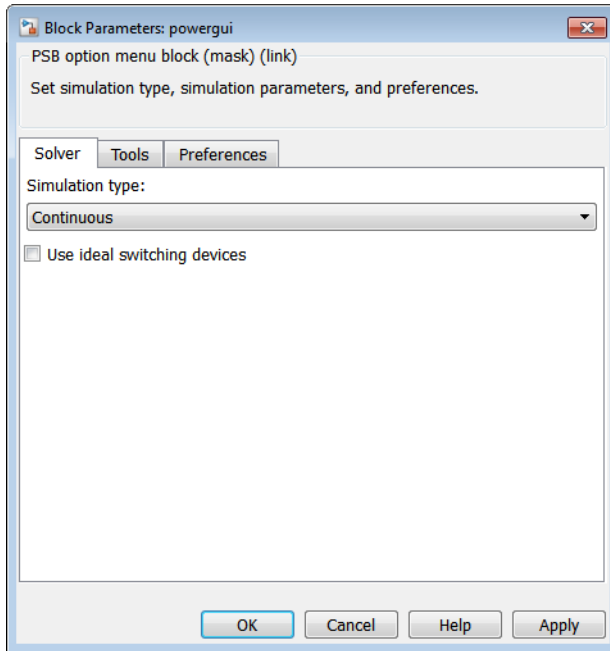 Block Parameters: powergui
PSB option menu block (mask) (link)
Set simulation type, simulation parameters, and preferences.
Solver Tools Preferences
Simulation type:
Continuous
Use ideal switching devices
OK Cancel Help Apply